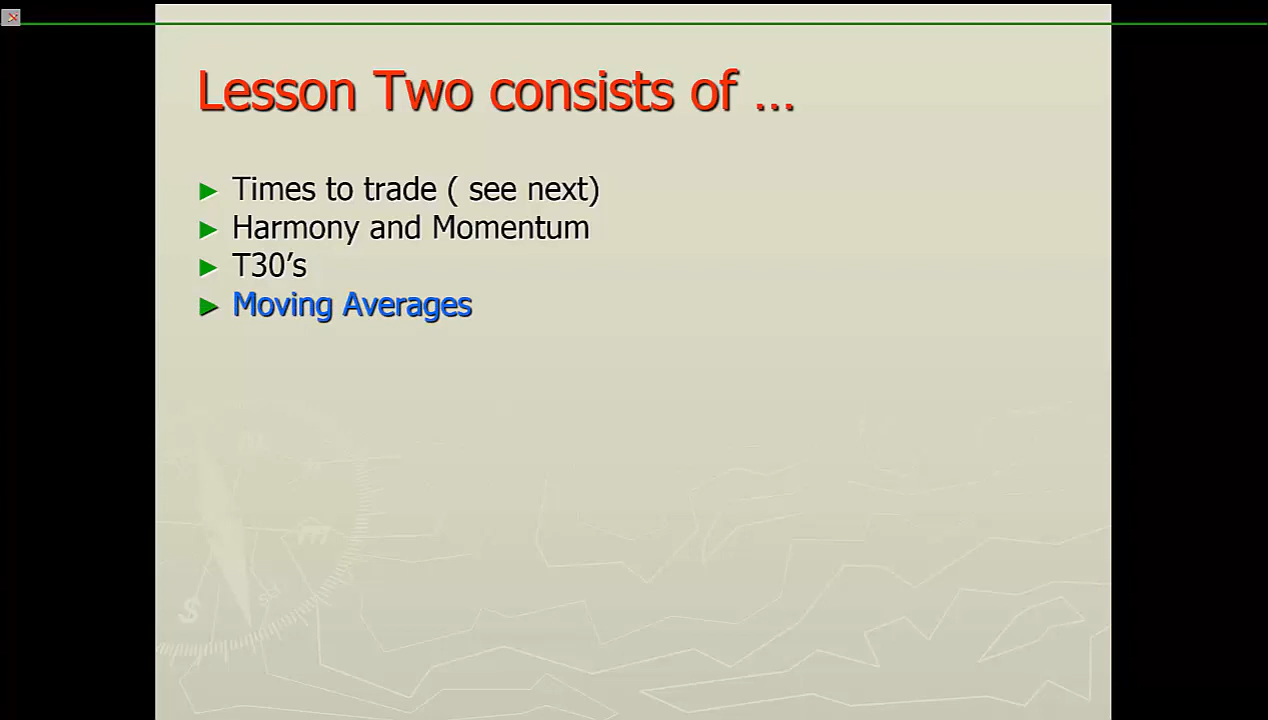 Lesson Two consists of ...
► Times to trade ( see next)
► Harmony and Momentum
► T30’s
► Moving Averages